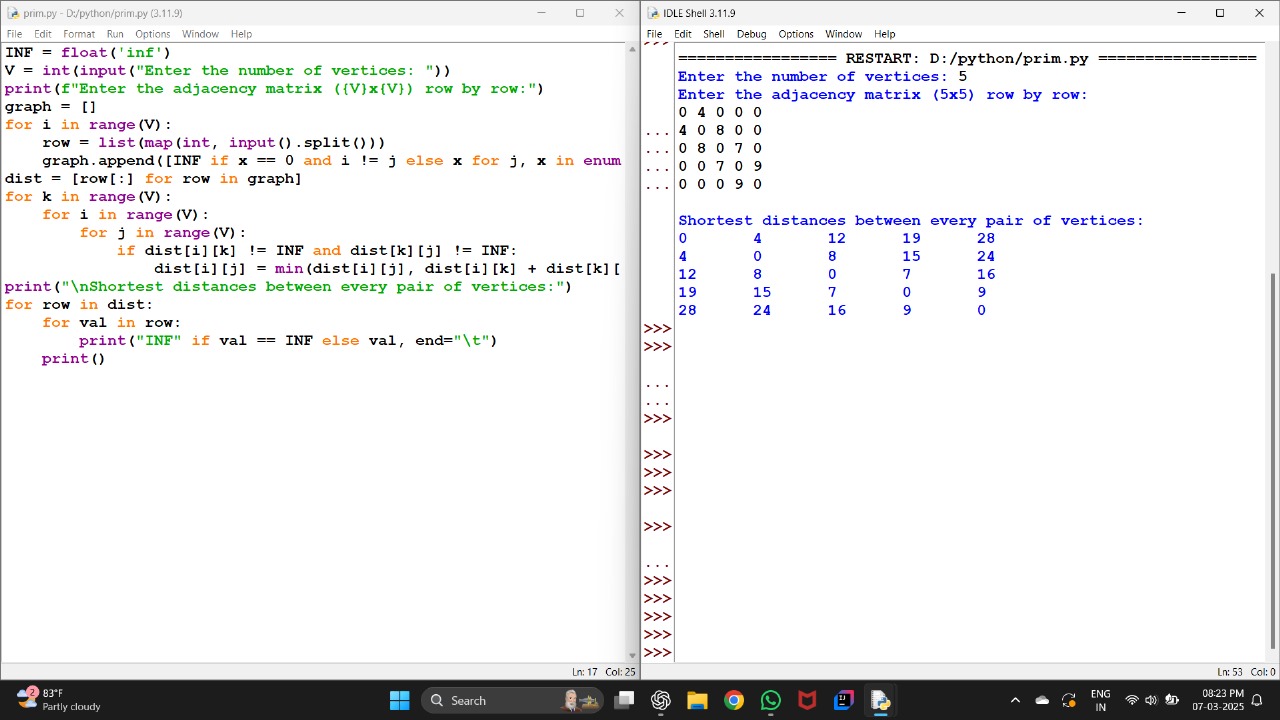 prim.py - D:/python/prim.py (3.11.9)
File Edit Format Run Options Window Help
INF = float('inf')
V = int(input("Enter the number of vertices: "))
print(f"Enter the adjacency matrix ({V}x{V}) row by row:")
graph = []
for i in range(V):
    row = list(map(int, input().split()))
    graph.append([INF if x == 0 and i != j else x for j, x in enum
dist = [row[:] for row in graph]
for k in range(V):
    for i in range(V):
        for j in range(V):
            if dist[i][k] != INF and dist[k][j] != INF:
                dist[i][j] = min(dist[i][j], dist[i][k] + dist[k][
print("\nShortest distances between every pair of vertices:")
for row in dist:
    for val in row:
        print("INF" if val == INF else val, end="\t")
    print()
Ln: 17 Col: 25
IDLE Shell 3.11.9
File Edit Shell Debug Options Window Help
>>>
================= RESTART: D:/python/prim.py =================
Enter the number of vertices: 5
Enter the adjacency matrix (5x5) row by row:
0 4 0 0 0
... 4 0 8 0 0
... 0 8 0 7 0
... 0 0 7 0 9
... 0 0 0 9 0
Shortest distances between every pair of vertices:
0 4 12 19 28
4 0 8 15 24
12 8 0 7 16
19 15 7 0 9
28 24 16 9 0
>>>
>>>
...
...
>>>
>>>
>>>
>>>
>>>
...
>>>
>>>
>>>
>>>
>>>
Ln: 53 Col: 0
2
83°F
Partly cloudy
Search
ENG
IN
08:23 PM
07-03-2025